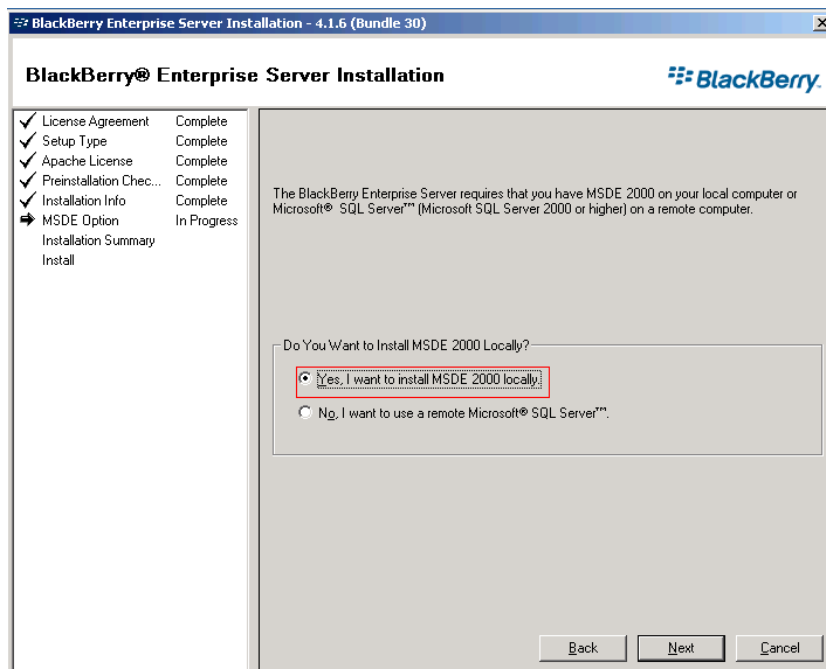 BlackBerry Enterprise Server Installation - 4.1.6 (Bundle 30)
BlackBerry® Enterprise Server Installation
BlackBerry.
License Agreement Complete
Setup Type Complete
Apache License Complete
Preinstallation Chec... Complete
Installation Info Complete
MSDE Option In Progress
Installation Summary
Install
The BlackBerry Enterprise Server requires that you have MSDE 2000 on your local computer or
Microsoft® SQL Server™ (Microsoft SQL Server 2000 or higher) on a remote computer.
Do You Want to Install MSDE 2000 Locally?
Yes, I want to install MSDE 2000 locally.
No, I want to use a remote Microsoft® SQL Server™.
Back Next Cancel